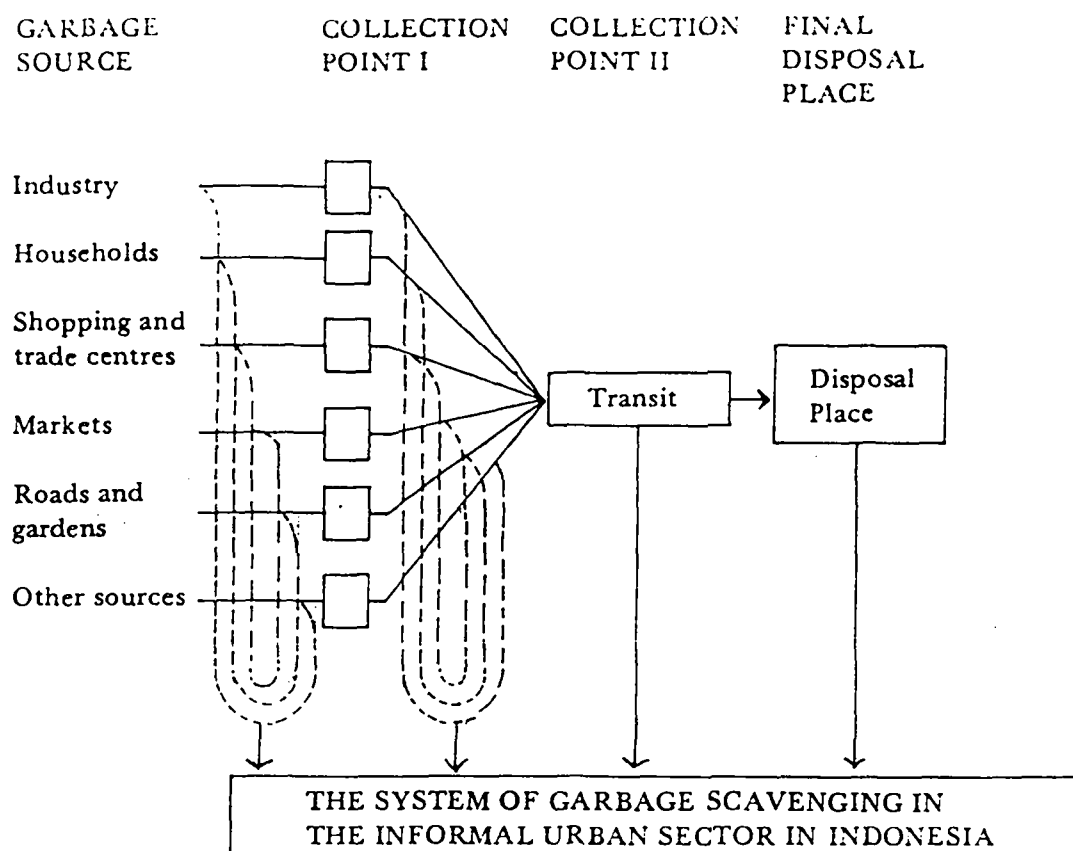 GARBAGE
SOURCE
COLLECTION
POINT I
COLLECTION
POINT II
FINAL
DISPOSAL
PLACE
Industry
Households
Shopping and
trade centres
Markets
Roads and
gardens
Other sources
Transit
Disposal
Place
THE SYSTEM OF GARBAGE SCAVENGING IN
THE INFORMAL URBAN SECTOR IN INDONESIA